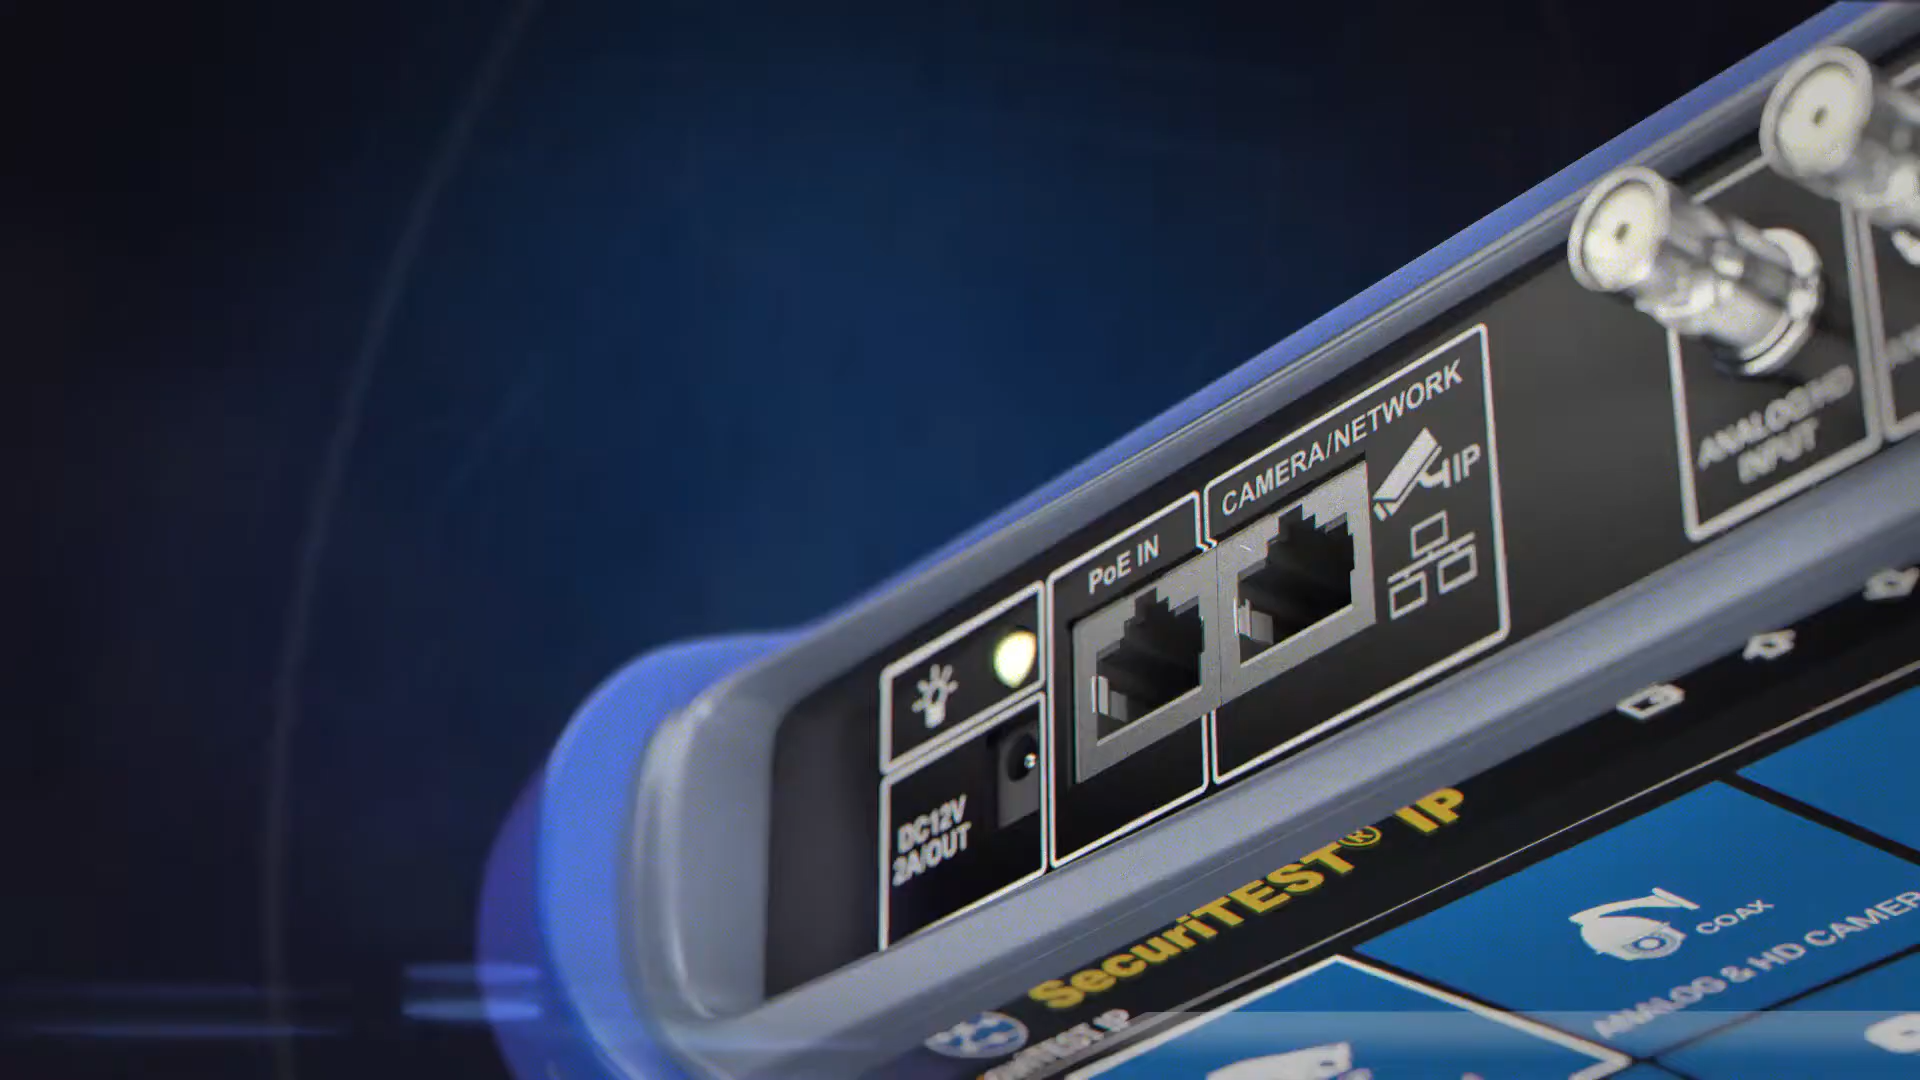 CAMERA/NETWORK
IP
PoE IN
ANALOG HD
INPUT
DC12V
2A/OUT
SecuriTEST® IP
COAX
ANALOG & HD CAMER